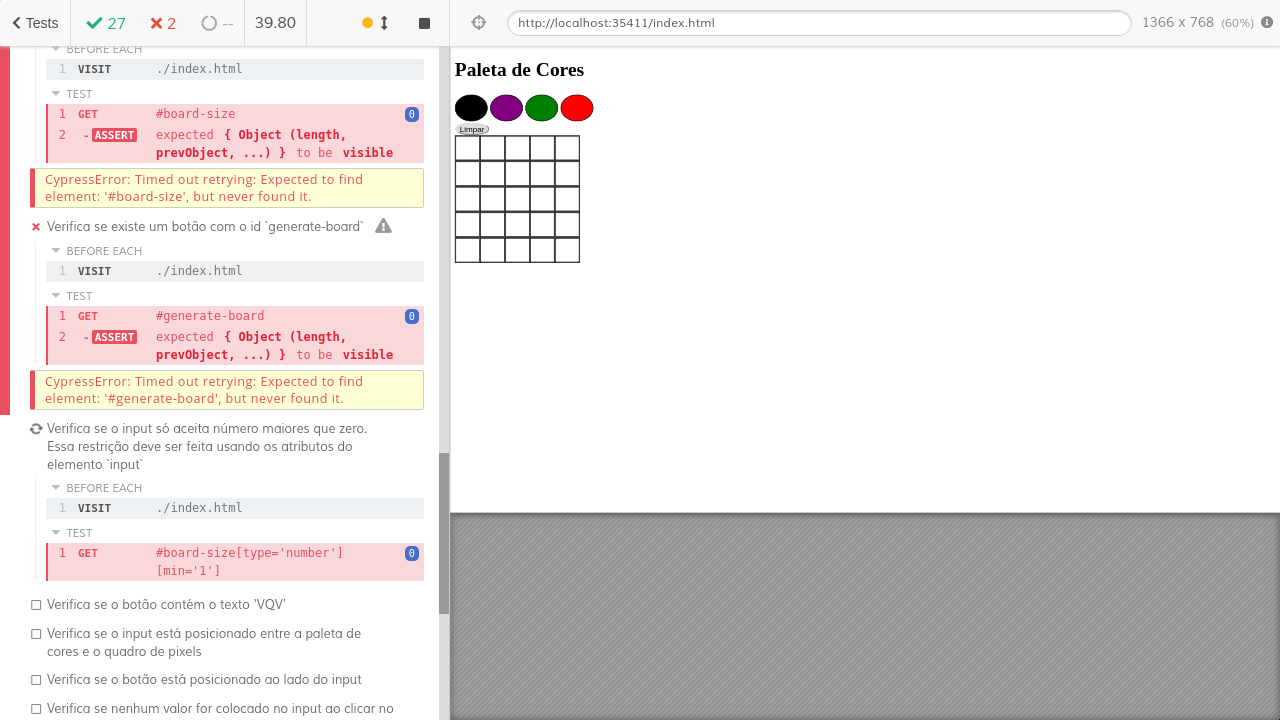 Tests
27
2
--
39.80
http://localhost:35411/index.html
1366 x 768 (60%)
BEFORE EACH
1 VISIT ./index.html
TEST
1 GET #board-size 0
2 -ASSERT expected { Object (length,
prevObject, ...) } to be visible
CypressError: Timed out retrying: Expected to find
element: '#board-size', but never found it.
Verifica se existe um botão com o id `generate-board`
BEFORE EACH
1 VISIT ./index.html
TEST
1 GET #generate-board 0
2 -ASSERT expected { Object (length,
prevObject, ...) } to be visible
CypressError: Timed out retrying: Expected to find
element: '#generate-board', but never found it.
Verifica se o input só aceita número maiores que zero.
Essa restrição deve ser feita usando os atributos do
elemento `input`
BEFORE EACH
1 VISIT ./index.html
TEST
1 GET #board-size[type='number'] 0
[min='1']
Verifica se o botão contém o texto 'VQV'
Verifica se o input está posicionado entre a paleta de
cores e o quadro de pixels
Verifica se o botão está posicionado ao lado do input
Verifica se nenhum valor for colocado no input ao clicar no
Paleta de Cores
Limpar